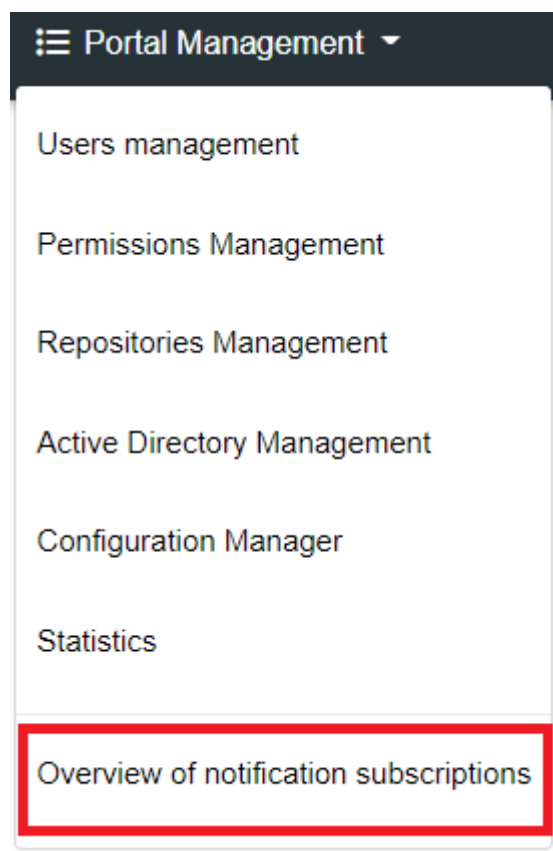 Portal Management
Users management
Permissions Management
Repositories Management
Active Directory Management
Configuration Manager
Statistics
Overview of notification subscriptions